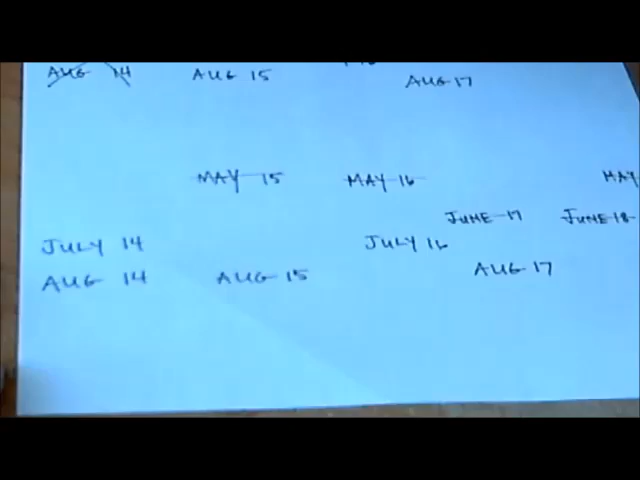 AUG 14 AUG 15 AUG 17
MAY 15 MAY 16 MAY
JUNE 17 JUNE 18
JULY 14 JULY 16
AUG 14 AUG 15 AUG 17